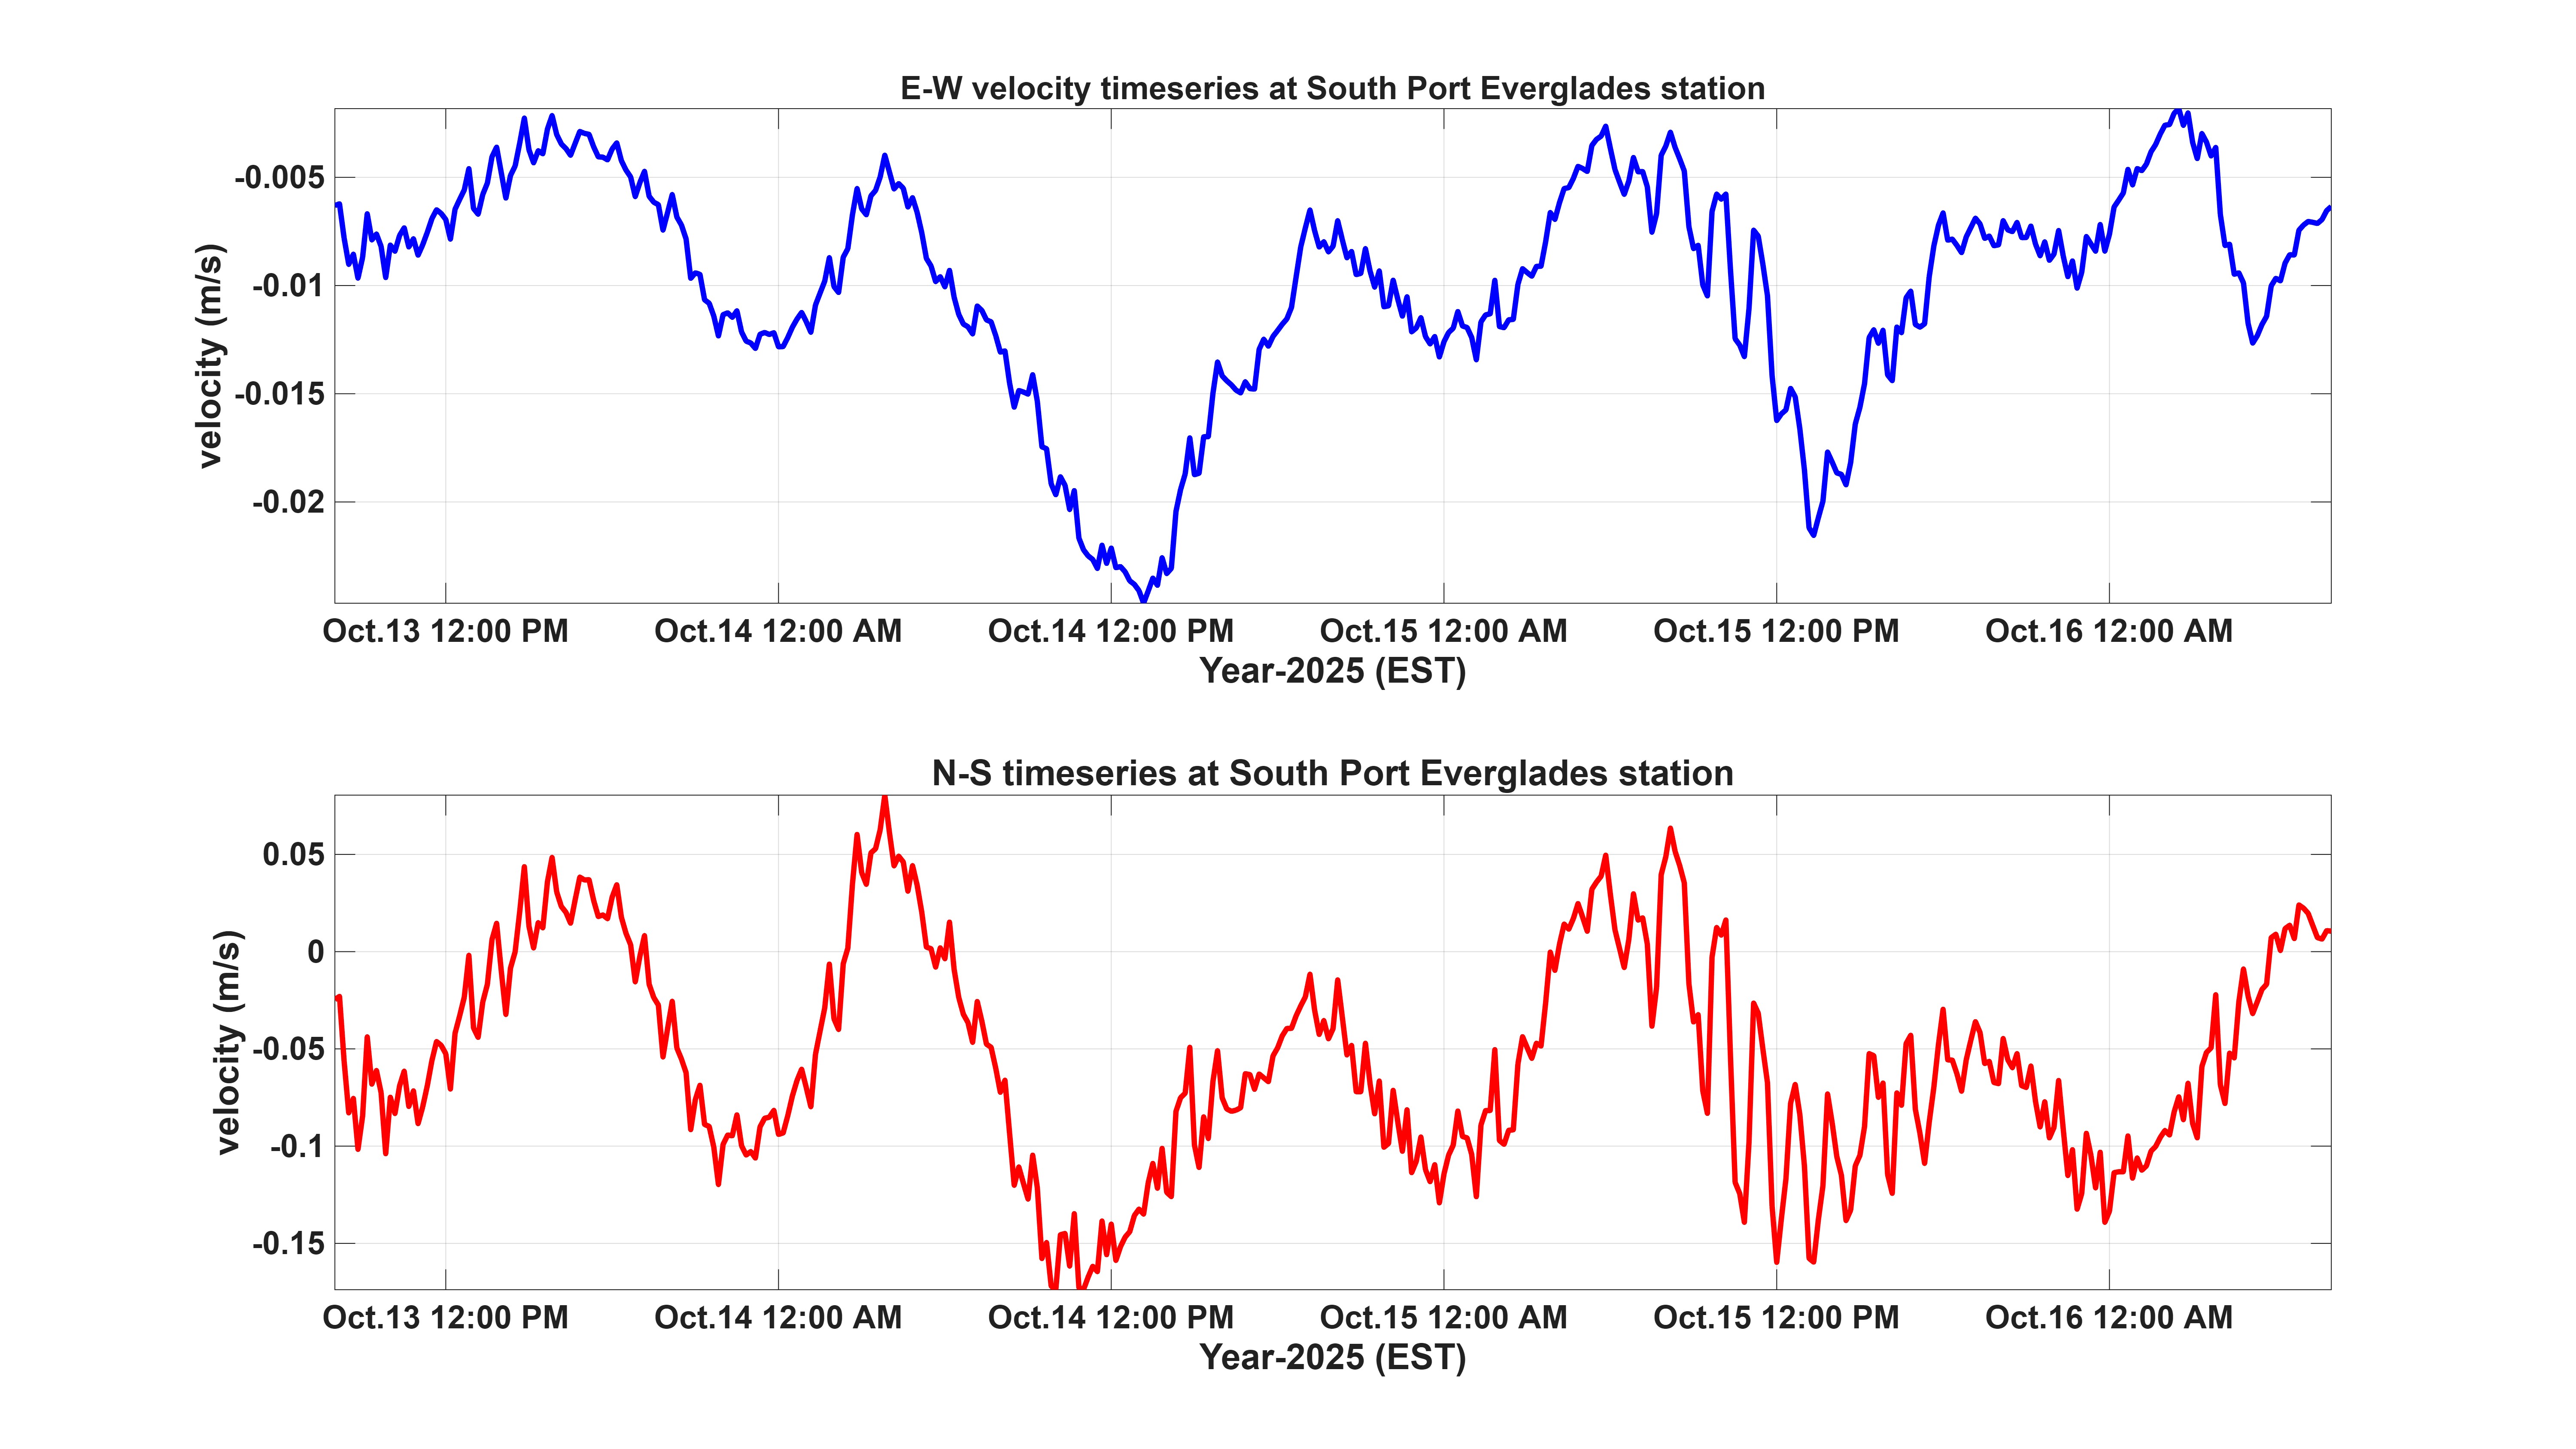 E-W velocity timeseries at South Port Everglades station
velocity (m/s)
-0.005
-0.01
-0.015
-0.02
Oct.13 12:00 PM Oct.14 12:00 AM Oct.14 12:00 PM Oct.15 12:00 AM Oct.15 12:00 PM Oct.16 12:00 AM
Year-2025 (EST)
N-S timeseries at South Port Everglades station
velocity (m/s)
0.05
0
-0.05
-0.1
-0.15
Oct.13 12:00 PM Oct.14 12:00 AM Oct.14 12:00 PM Oct.15 12:00 AM Oct.15 12:00 PM Oct.16 12:00 AM
Year-2025 (EST)